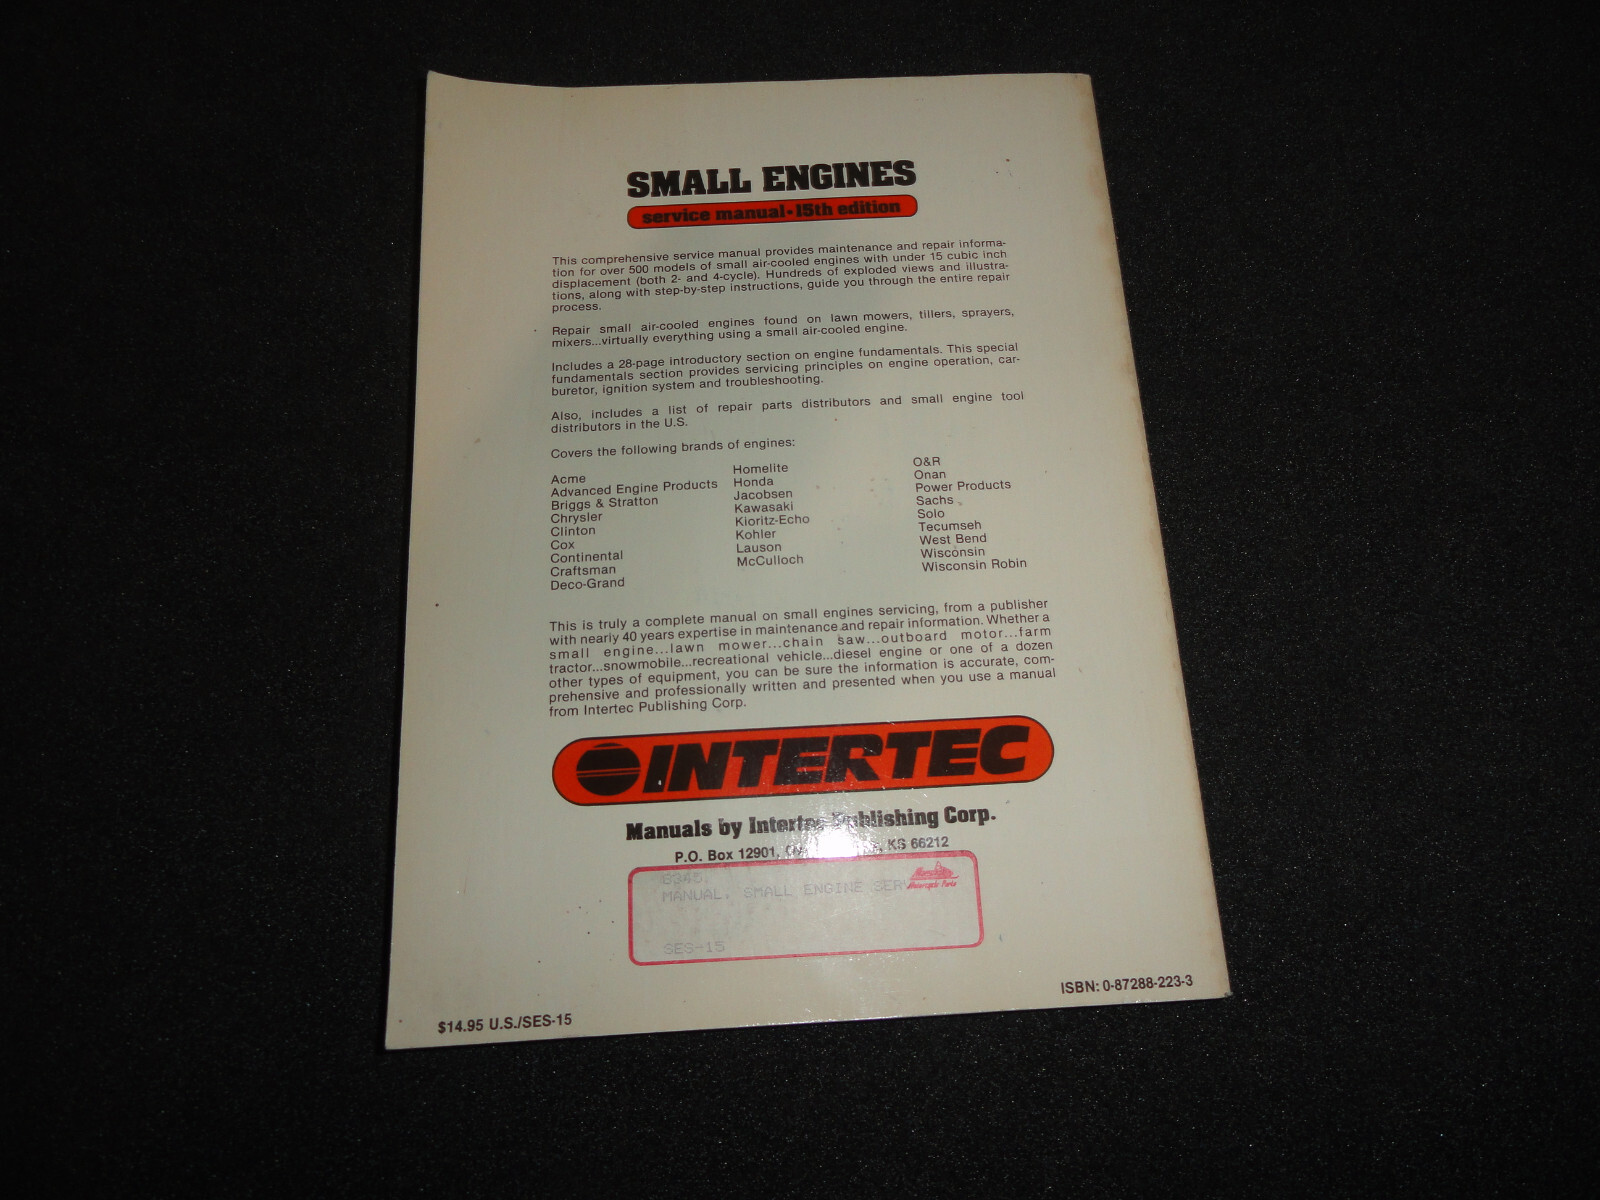 SMALL ENGINES
service manual•15th edition
This comprehensive service manual provides maintenance and repair informa-
tion for over 500 models of small air-cooled engines with under 15 cubic inch
displacement (both 2- and 4-cycle). Hundreds of exploded views and illustra-
tions, along with step-by-step instructions, guide you through the entire repair
process.
Repair small air-cooled engines found on lawn mowers, tillers, sprayers,
mixers...virtually everything using a small air-cooled engine.
Includes a 28-page introductory section on engine fundamentals. This special
fundamentals section provides servicing principles on engine operation, car-
buretor, ignition system and troubleshooting.
Also, includes a list of repair parts distributors and small engine tool
distributors in the U.S.
Covers the following brands of engines:
Acme
Advanced Engine Products
Briggs & Stratton
Chrysler
Clinton
Cox
Continental
Craftsman
Deco-Grand
Homelite
Honda
Jacobsen
Kawasaki
Kioritz-Echo
Kohler
Lauson
McCulloch
O&R
Onan
Power Products
Sachs
Solo
Tecumseh
West Bend
Wisconsin
Wisconsin Robin
This is truly a complete manual on small engines servicing, from a publisher
with nearly 40 years expertise in maintenance and repair information. Whether a
small engine...lawn mower...chain saw...outboard motor...farm
tractor...snowmobile...recreational vehicle...diesel engine or one of a dozen
other types of equipment, you can be sure the information is accurate, com-
prehensive and professionally written and presented when you use a manual
from Intertec Publishing Corp.
INTERTEC
Manuals by Intertec Publishing Corp.
P.O. Box 12901, KS 66212
MANUAL, SMALL ENGINE SERV
Motorcycle Parts
SES-15
$14.95 U.S./SES-15
ISBN: 0-87288-223-3